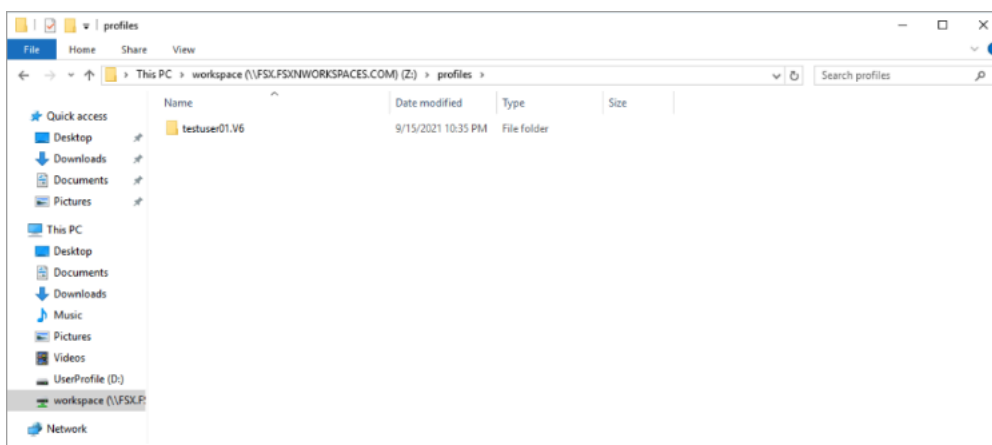 profiles
File Home Share View
This PC > workspace (\\FSX.FSXNWORKSPACES.COM) (Z:) > profiles >
Search profiles
Name Date modified Type Size
testuser01.V6 9/15/2021 10:35 PM File folder
Quick access
Desktop
Downloads
Documents
Pictures
This PC
Desktop
Documents
Downloads
Music
Pictures
Videos
UserProfile (D:)
workspace (\\FSX.F
Network